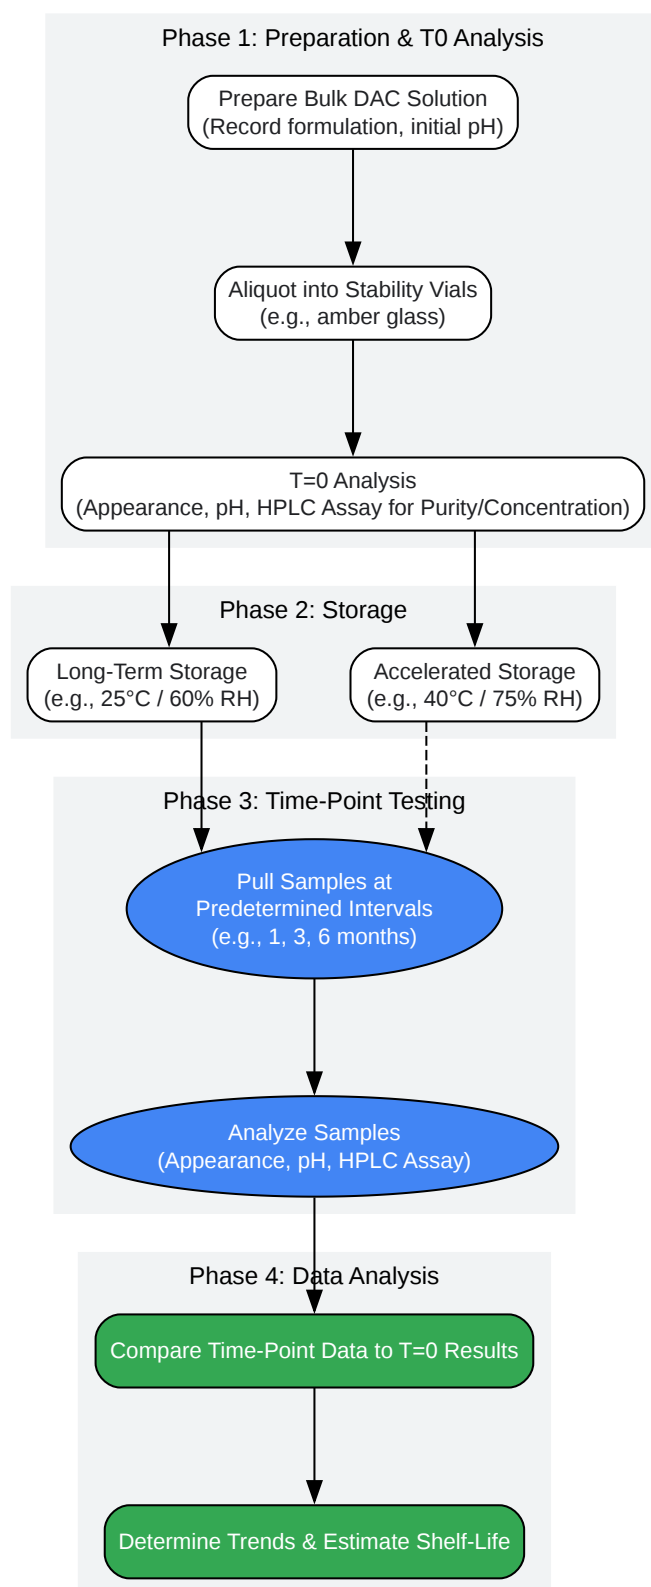 Phase 1: Preparation & T0 Analysis
Prepare Bulk DAC Solution
(Record formulation, initial pH)
Aliquot into Stability Vials
(e.g., amber glass)
T=0 Analysis
(Appearance, pH, HPLC Assay for Purity/Concentration)
Phase 2: Storage
Long-Term Storage
(e.g., 25°C / 60% RH)
Accelerated Storage
(e.g., 40°C / 75% RH)
Phase 3: Time-Point Testing
Pull Samples at
Predetermined Intervals
(e.g., 1, 3, 6 months)
Analyze Samples
(Appearance, pH, HPLC Assay)
Phase 4: Data Analysis
Compare Time-Point Data to T=0 Results
Determine Trends & Estimate Shelf-Life